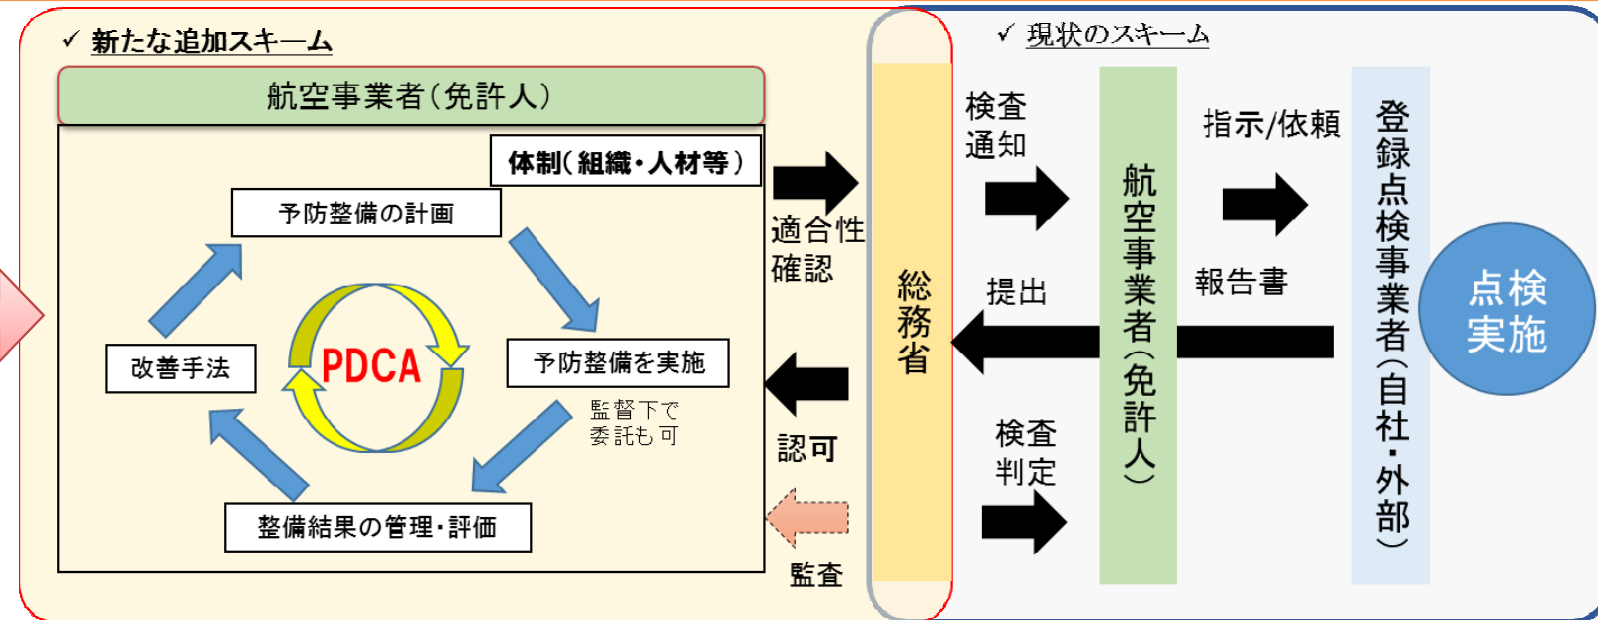 ✓ 新たな追加スキーム
航空事業者(免許人)
体制(組織・人材等)
予防整備の計画
予防整備を実施
監督下で
委託も可
整備結果の管理・評価
改善手法
PDCA
適合性
確認
認可
監査
総務省
✓ 現状のスキーム
検査
通知
提出
検査
判定
航空事業者(免許人)
指示/依頼
報告書
登録点検事業者(自社・外部)
点検
実施